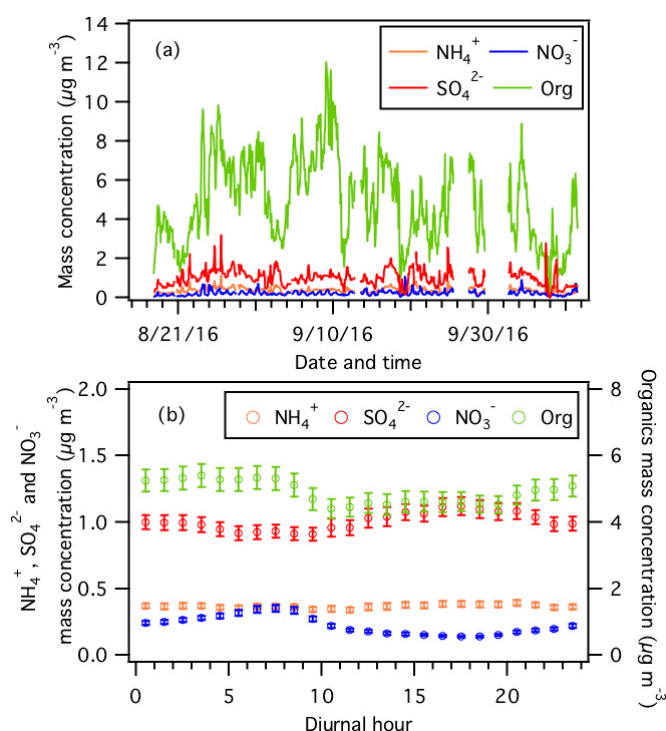 14
12
10
8
6
4
2
0
Mass concentration (µg m⁻³)
(a)
NH₄⁺ NO₃⁻
SO₄²⁻ Org
8/21/16 9/10/16 9/30/16
Date and time
2.0
1.5
1.0
0.5
0.0
NH₄⁺, SO₄²⁻ and NO₃⁻
mass concentration (µg m⁻³)
(b)
NH₄⁺ SO₄²⁻ NO₃⁻ Org
8
6
4
2
0
Organics mass concentration (µg m⁻³)
0 5 10 15 20
Diurnal hour